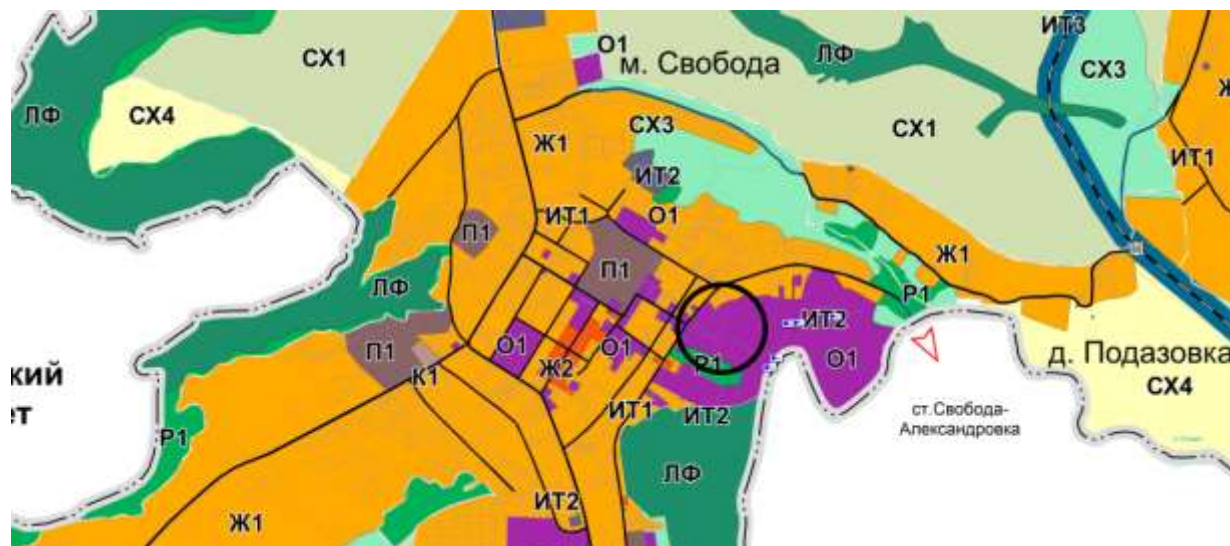 ИТ3
О1
ЛФ
СХ1
м. Свобода
СХ3
Ж
ЛФ
СХ4
СХ3
СХ1
Ж1
ИТ1
ИТ2
ИТ1
О1
П1
П1
Ж1
ЛФ
Р1
ИТ2
П1
О1
О1
Р1
О1
д. Подазовка
кий
К1
Ж2
СХ4
ет
ИТ1
ИТ2
ст.Свобода-
Александровка
Р1
ЛФ
ИТ2
Ж1